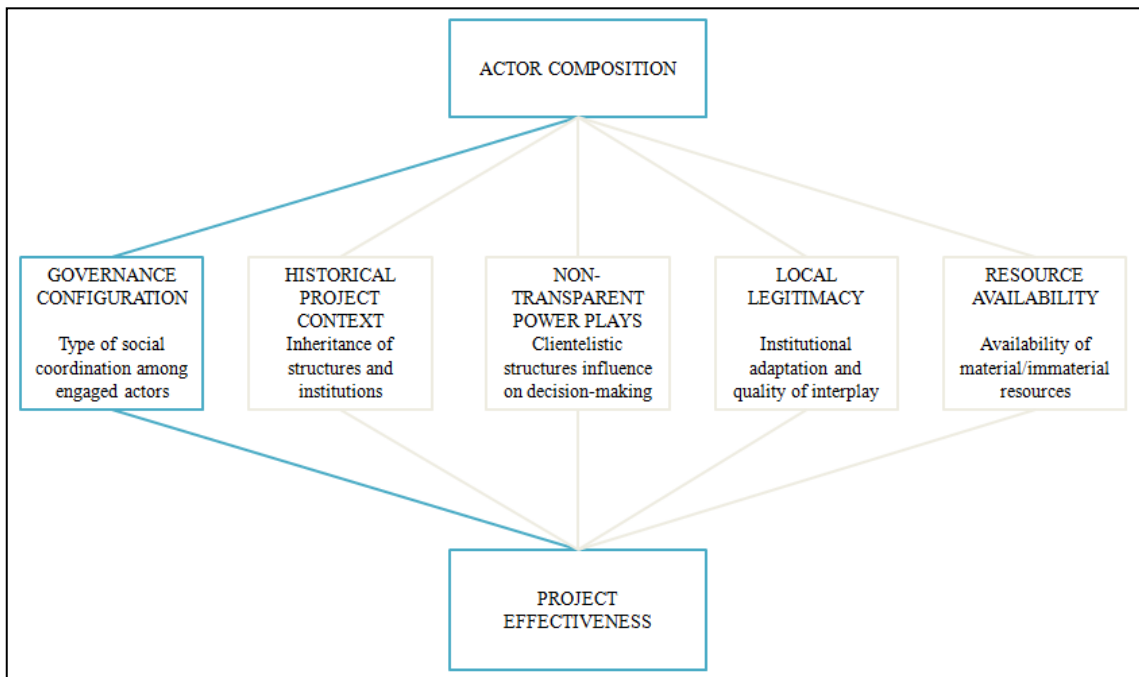 ACTOR COMPOSITION
GOVERNANCE
CONFIGURATION
Type of social
coordination among
engaged actors
HISTORICAL
PROJECT
CONTEXT
Inheritance of
structures and
institutions
NON-
TRANSPARENT
POWER PLAYS
Clientelistic
structures influence
on decision-making
LOCAL
LEGITIMACY
Institutional
adaptation and
quality of interplay
RESOURCE
AVAILABILITY
Availability of
material/immaterial
resources
PROJECT
EFFECTIVENESS